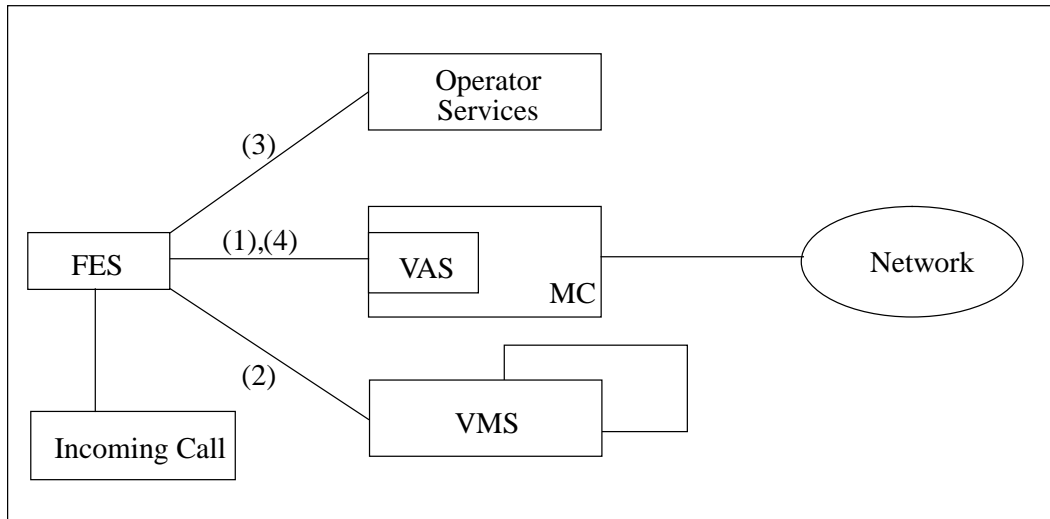 Operator
Services
(3)
(1),(4)
FES
VAS
MC
Network
(2)
VMS
Incoming Call